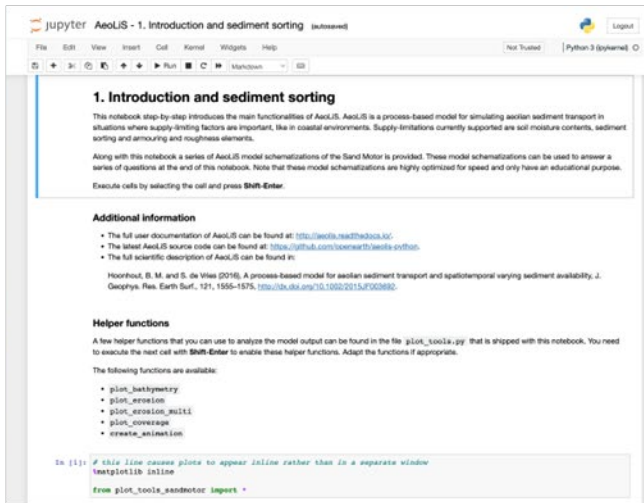 jupyter AeoLiS - 1. Introduction and sediment sorting (autosaved)
Logout
File Edit View Insert Cell Kernel Widgets Help
Not Trusted Python 3 (ipykernel)
Run Markdown
1. Introduction and sediment sorting
This notebook step-by-step introduces the main functionalities of AeoLiS. AeoLiS is a process-based model for simulating aeolian sediment transport in
situations where supply-limiting factors are important, like in coastal environments. Supply-limitations currently supported are soil moisture contents, sediment
sorting and armouring and roughness elements.
Along with this notebook a series of AeoLiS model schematizations of the Sand Motor is provided. These model schematizations can be used to answer a
series of questions at the end of this notebook. Note that these model schematizations are highly optimized for speed and only have an educational purpose.
Execute cells by selecting the cell and press Shift-Enter.
Additional information
• The full user documentation of AeoLiS can be found at: http://aeolis.readthedocs.io/.
• The latest AeoLiS source code can be found at: https://github.com/openearth/aeolis-python.
• The full scientific description of AeoLiS can be found in:
Hoonhout, B. M. and S. de Vries (2016), A process-based model for aeolian sediment transport and spatiotemporal varying sediment availability, J.
Geophys. Res. Earth Surf., 121, 1555–1575, http://dx.doi.org/10.1002/2015JF003692.
Helper functions
A few helper functions that you can use to analyze the model output can be found in the file plot_tools.py that is shipped with this notebook. You need
to execute the next cell with Shift-Enter to enable these helper functions. Adapt the functions if appropriate.
The following functions are available:
• plot_bathymetry
• plot_erosion
• plot_erosion_multi
• plot_coverage
• create_animation
In [1]: # this line causes plots to appear inline rather than in a separate window
%matplotlib inline
from plot_tools_sandmotor import *